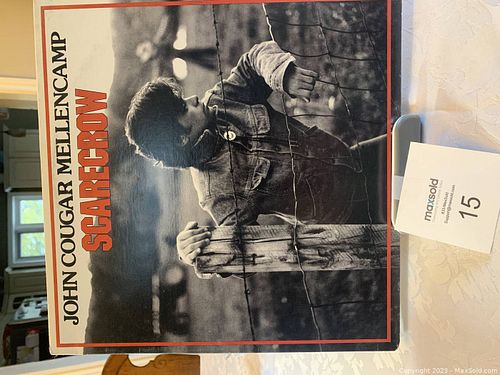 JOHN COUGAR MELLENCAMP
SCARECROW
maxsold
15
Copyright 2023 - MaxSold.com